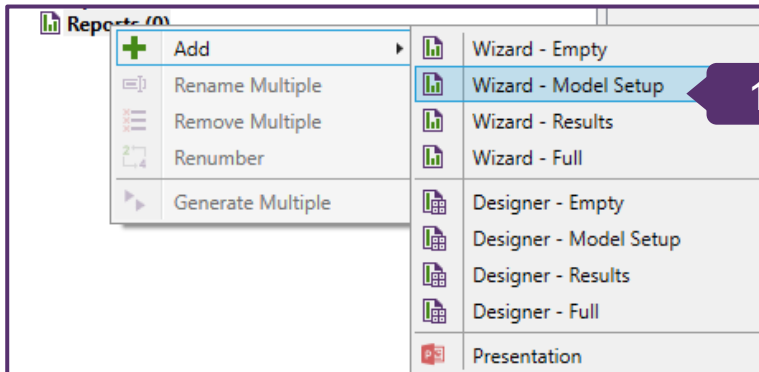 Reports (0)
Add
Rename Multiple
Remove Multiple
Renumber
Generate Multiple
Wizard - Empty
Wizard - Model Setup
1
Wizard - Results
Wizard - Full
Designer - Empty
Designer - Model Setup
Designer - Results
Designer - Full
Presentation